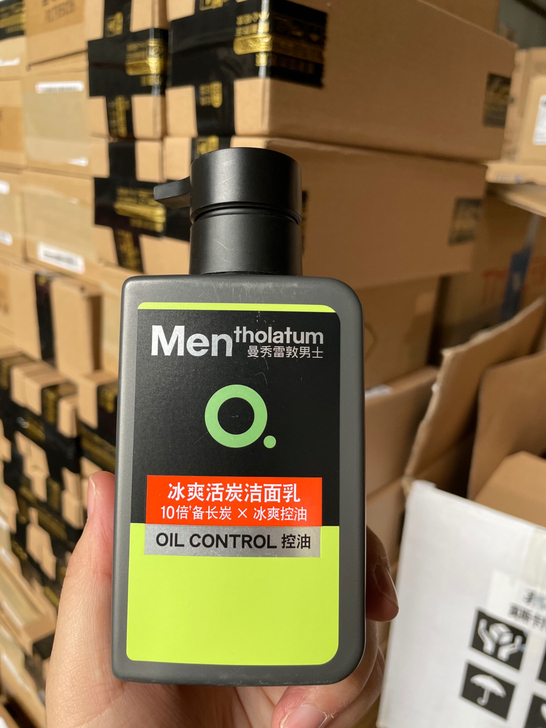 Mentholatum
曼秀雷敦男士
冰爽活炭洁面乳
10倍†备长炭 × 冰爽控油
OIL CONTROL 控油